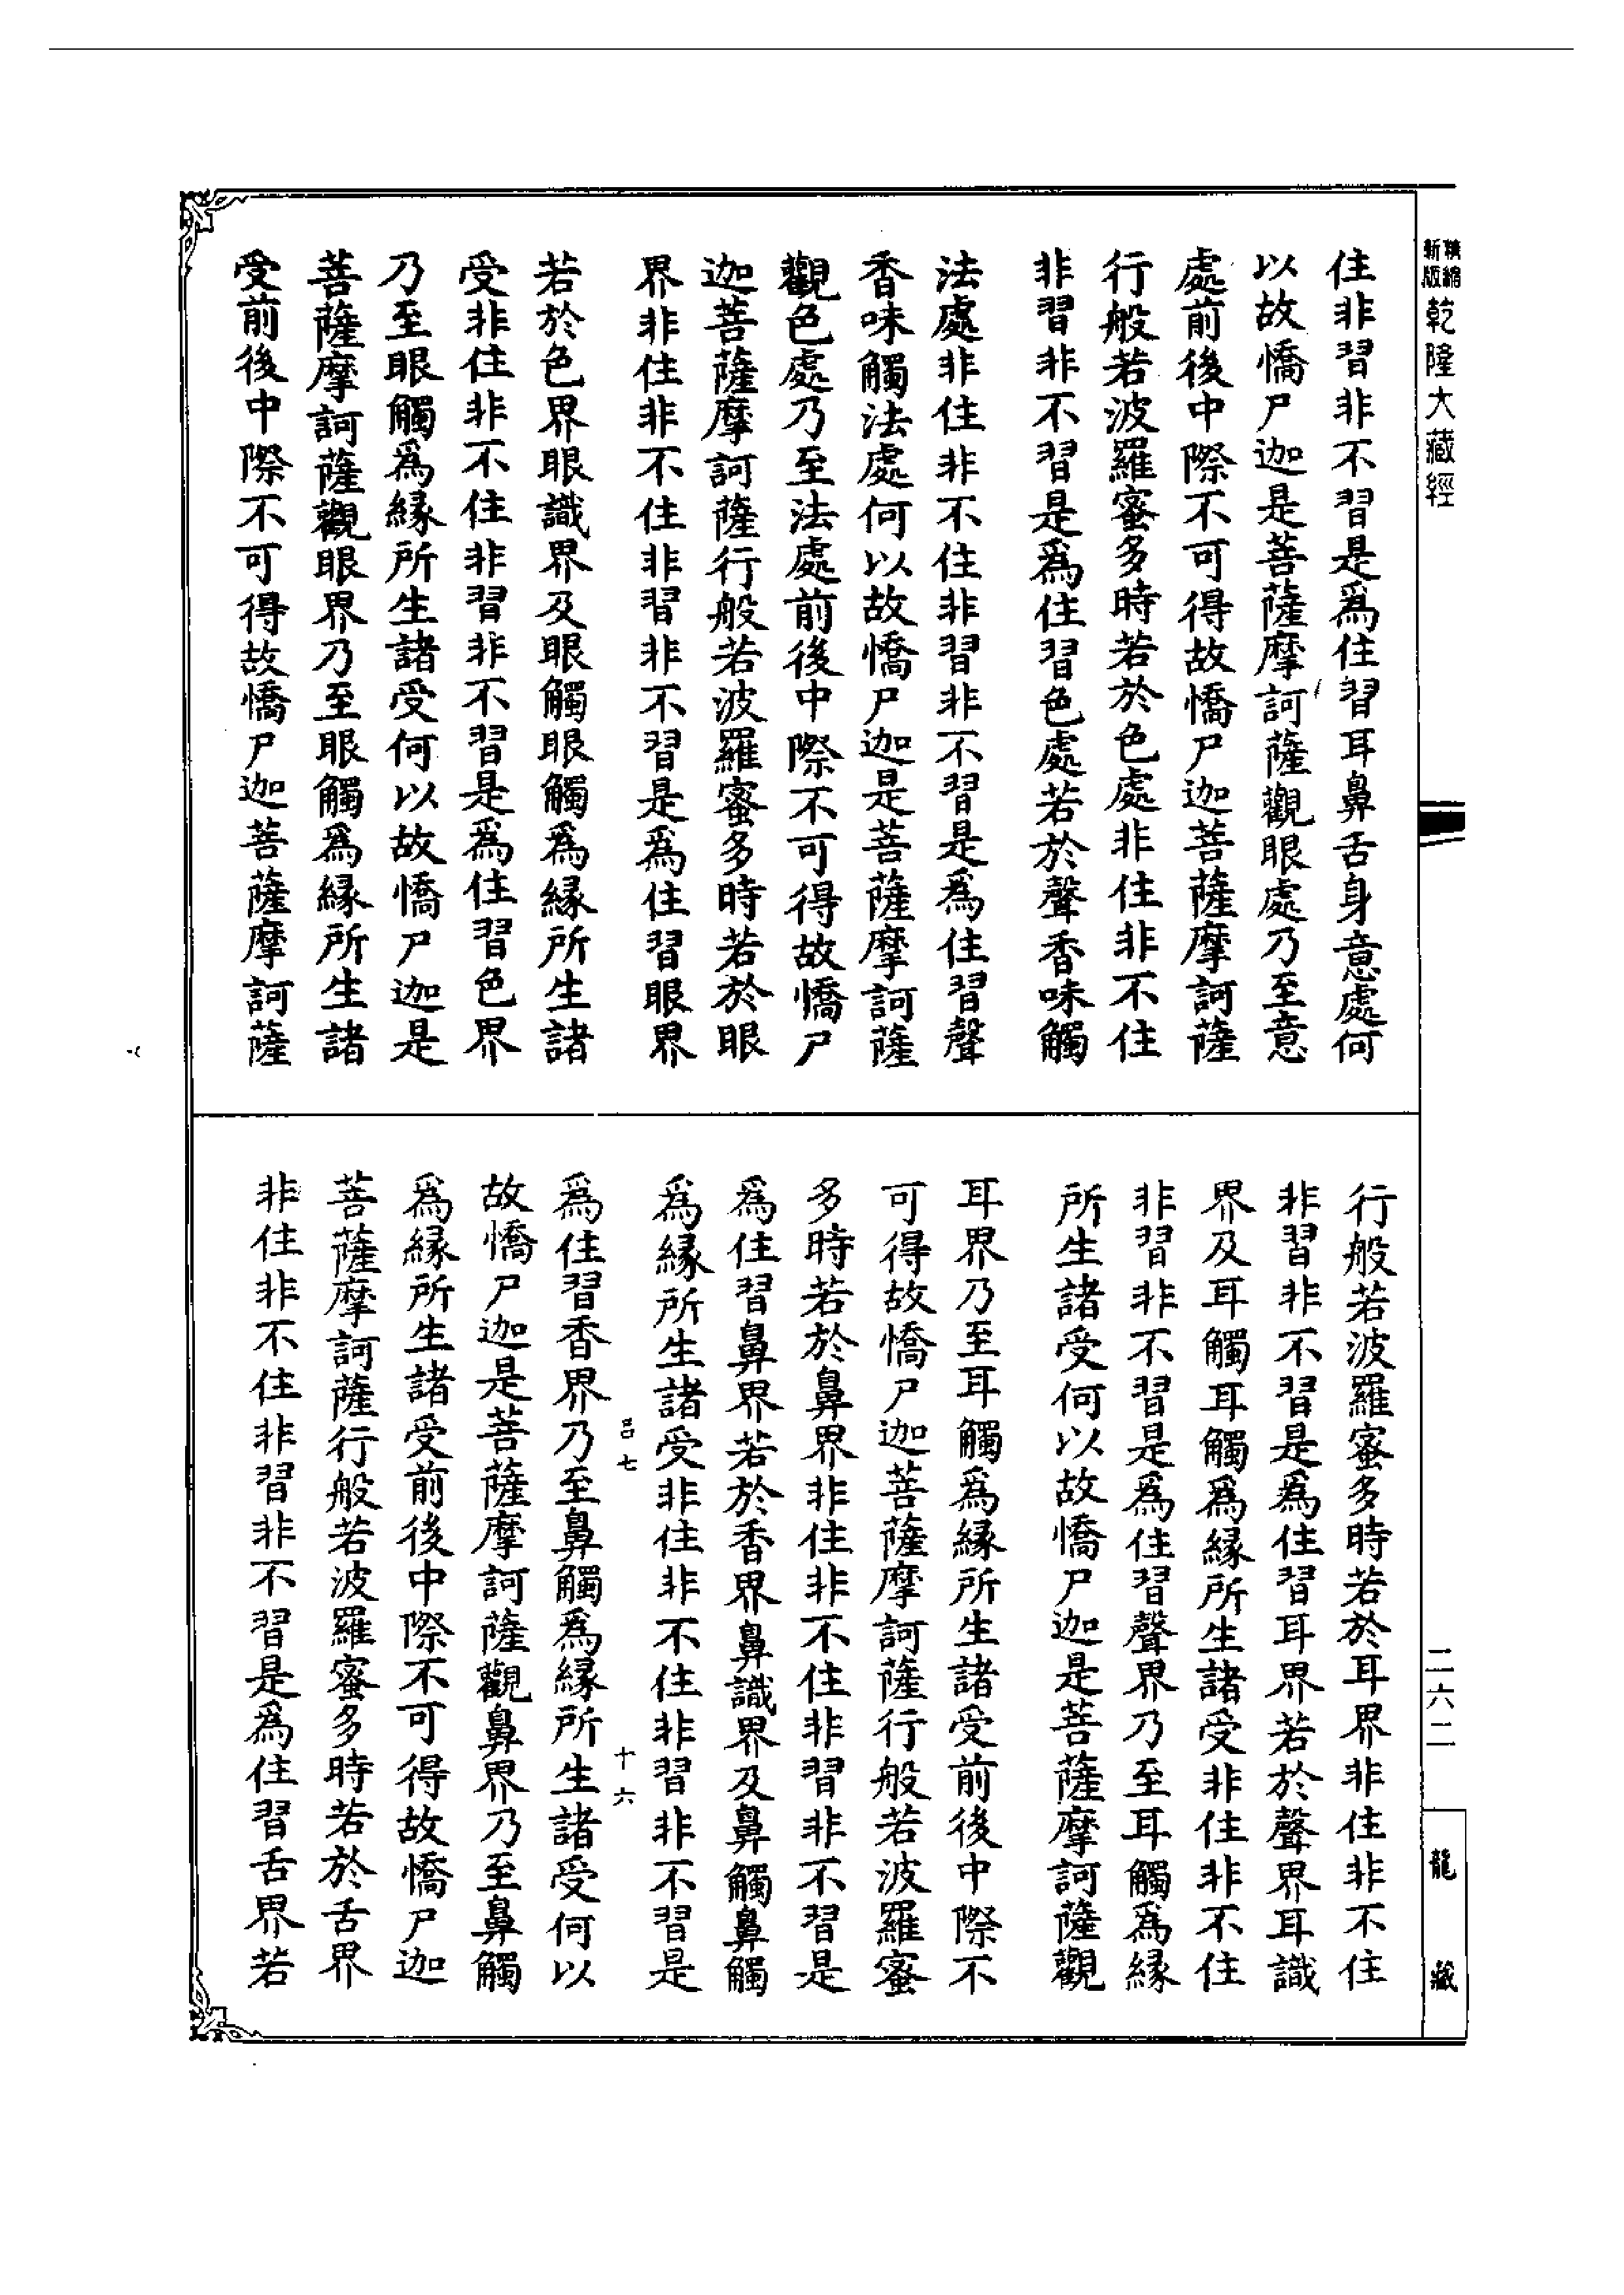 精縮新版乾隆大藏經
住非習非不習是爲住習耳鼻舌身意處何
以故憍尸迦是菩薩摩訶薩觀眼處乃至意
處前後中際不可得故憍尸迦菩薩摩訶薩
行般若波羅蜜多時若於色處非住非不住
非習非不習是爲住習色處若於聲香味觸
法處非住非不住非習非不習是爲住習聲
香味觸法處何以故憍尸迦是菩薩摩訶薩
觀色處乃至法處前後中際不可得故憍尸
迦菩薩摩訶薩行般若波羅蜜多時若於眼
界非住非不住非習非不習是爲住習眼界
若於色界眼識界及眼觸眼觸爲緣所生諸
受非住非不住非習非不習是爲住習色界
乃至眼觸爲緣所生諸受何以故憍尸迦是
菩薩摩訶薩觀眼界乃至眼觸爲緣所生諸
受前後中際不可得故憍尸迦菩薩摩訶薩
行般若波羅蜜多時若於耳界非住非不住
非習非不習是爲住習耳界若於聲界耳識
界及耳觸耳觸爲緣所生諸受非住非不住
非習非不習是爲住習聲界乃至耳觸爲緣
所生諸受何以故憍尸迦是菩薩摩訶薩觀
耳界乃至耳觸爲緣所生諸受前後中際不
可得故憍尸迦菩薩摩訶薩行般若波羅蜜
多時若於鼻界非住非不住非習非不習是
爲住習鼻界若於香界鼻識界及鼻觸鼻觸
爲緣所生諸受非住非不住非習非不習是
呂七 十六
爲住習香界乃至鼻觸爲緣所生諸受何以
故憍尸迦是菩薩摩訶薩觀鼻界乃至鼻觸
爲緣所生諸受前後中際不可得故憍尸迦
菩薩摩訶薩行般若波羅蜜多時若於舌界
非住非不住非習非不習是爲住習舌界若
二六二
龍藏